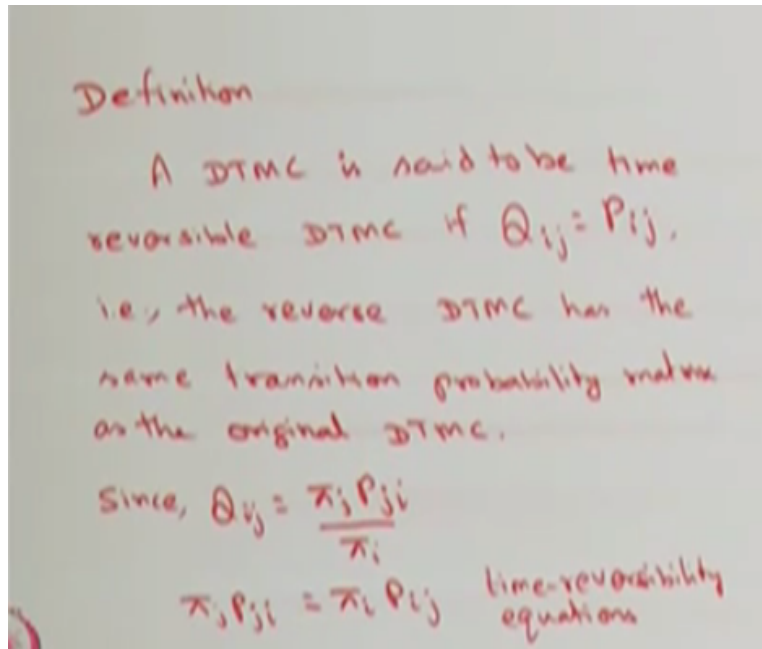 Definition
A DTMC is said to be time
reversible DTMC if Qij = Pij.
i.e., the reverse DTMC has the
same transition probability matrix
as the original DTMC.
Since, Qij = πj Pji / πi
πj Pji = πi Pij time-reversibility
equations